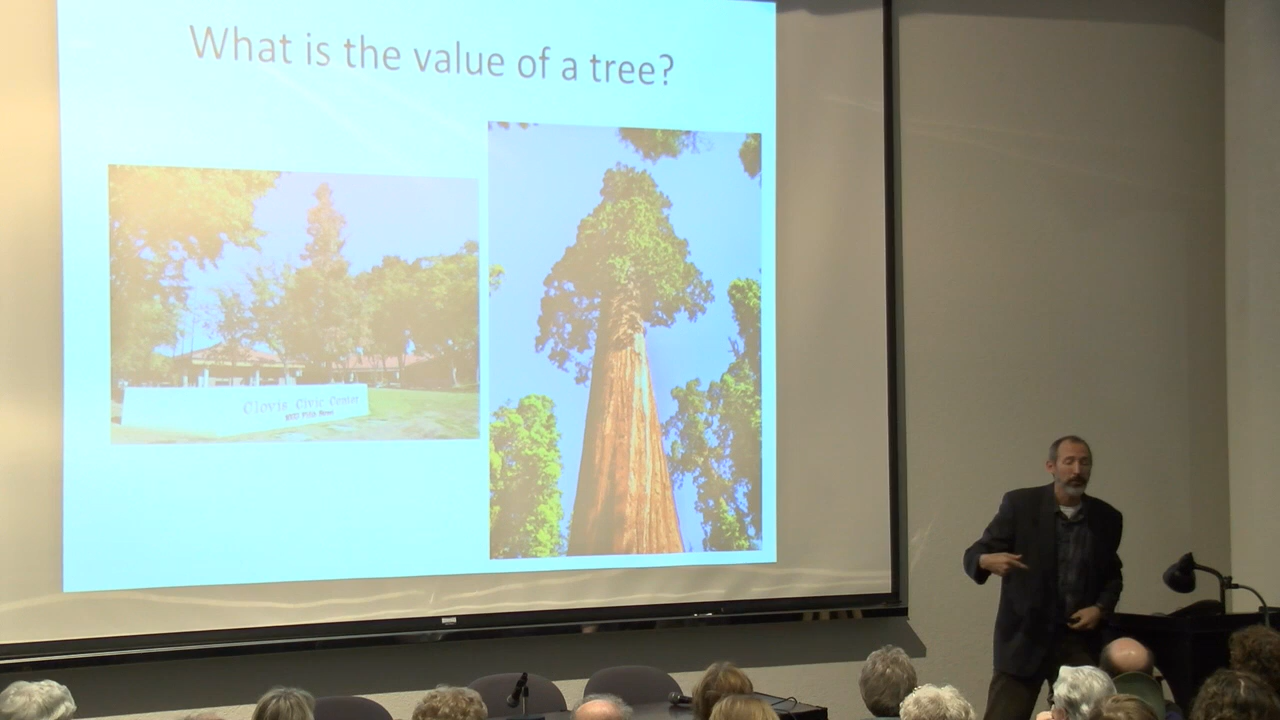 What is the value of a tree?
Clovis Civic Center